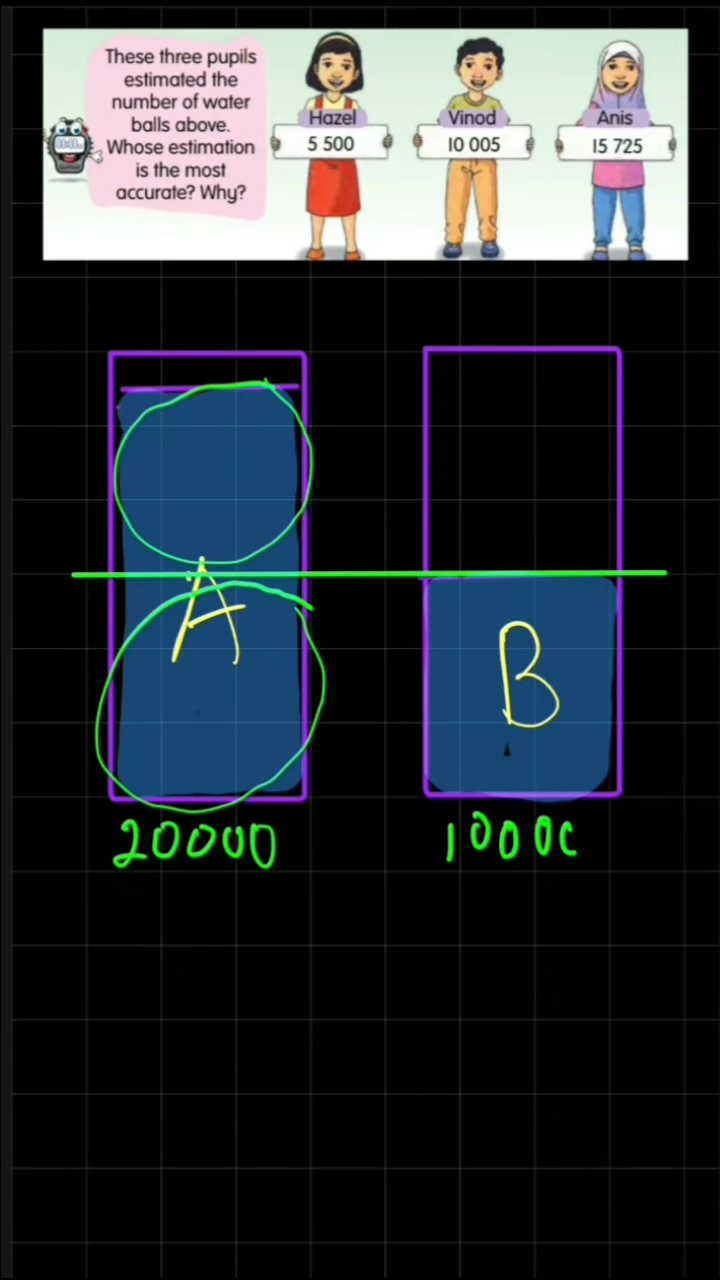 These three pupils
estimated the
number of water
balls above.
Whose estimation
is the most
accurate? Why?
Hazel
5 500
Vinod
10 005
Anis
15 725
A
B
20000
10000